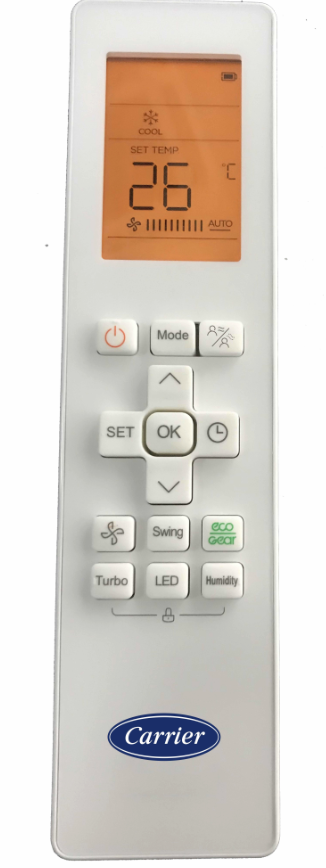 COOL
SET TEMP
26 °C
AUTO
Mode
SET OK
Swing eco
Gear
Turbo LED Humidity
Carrier